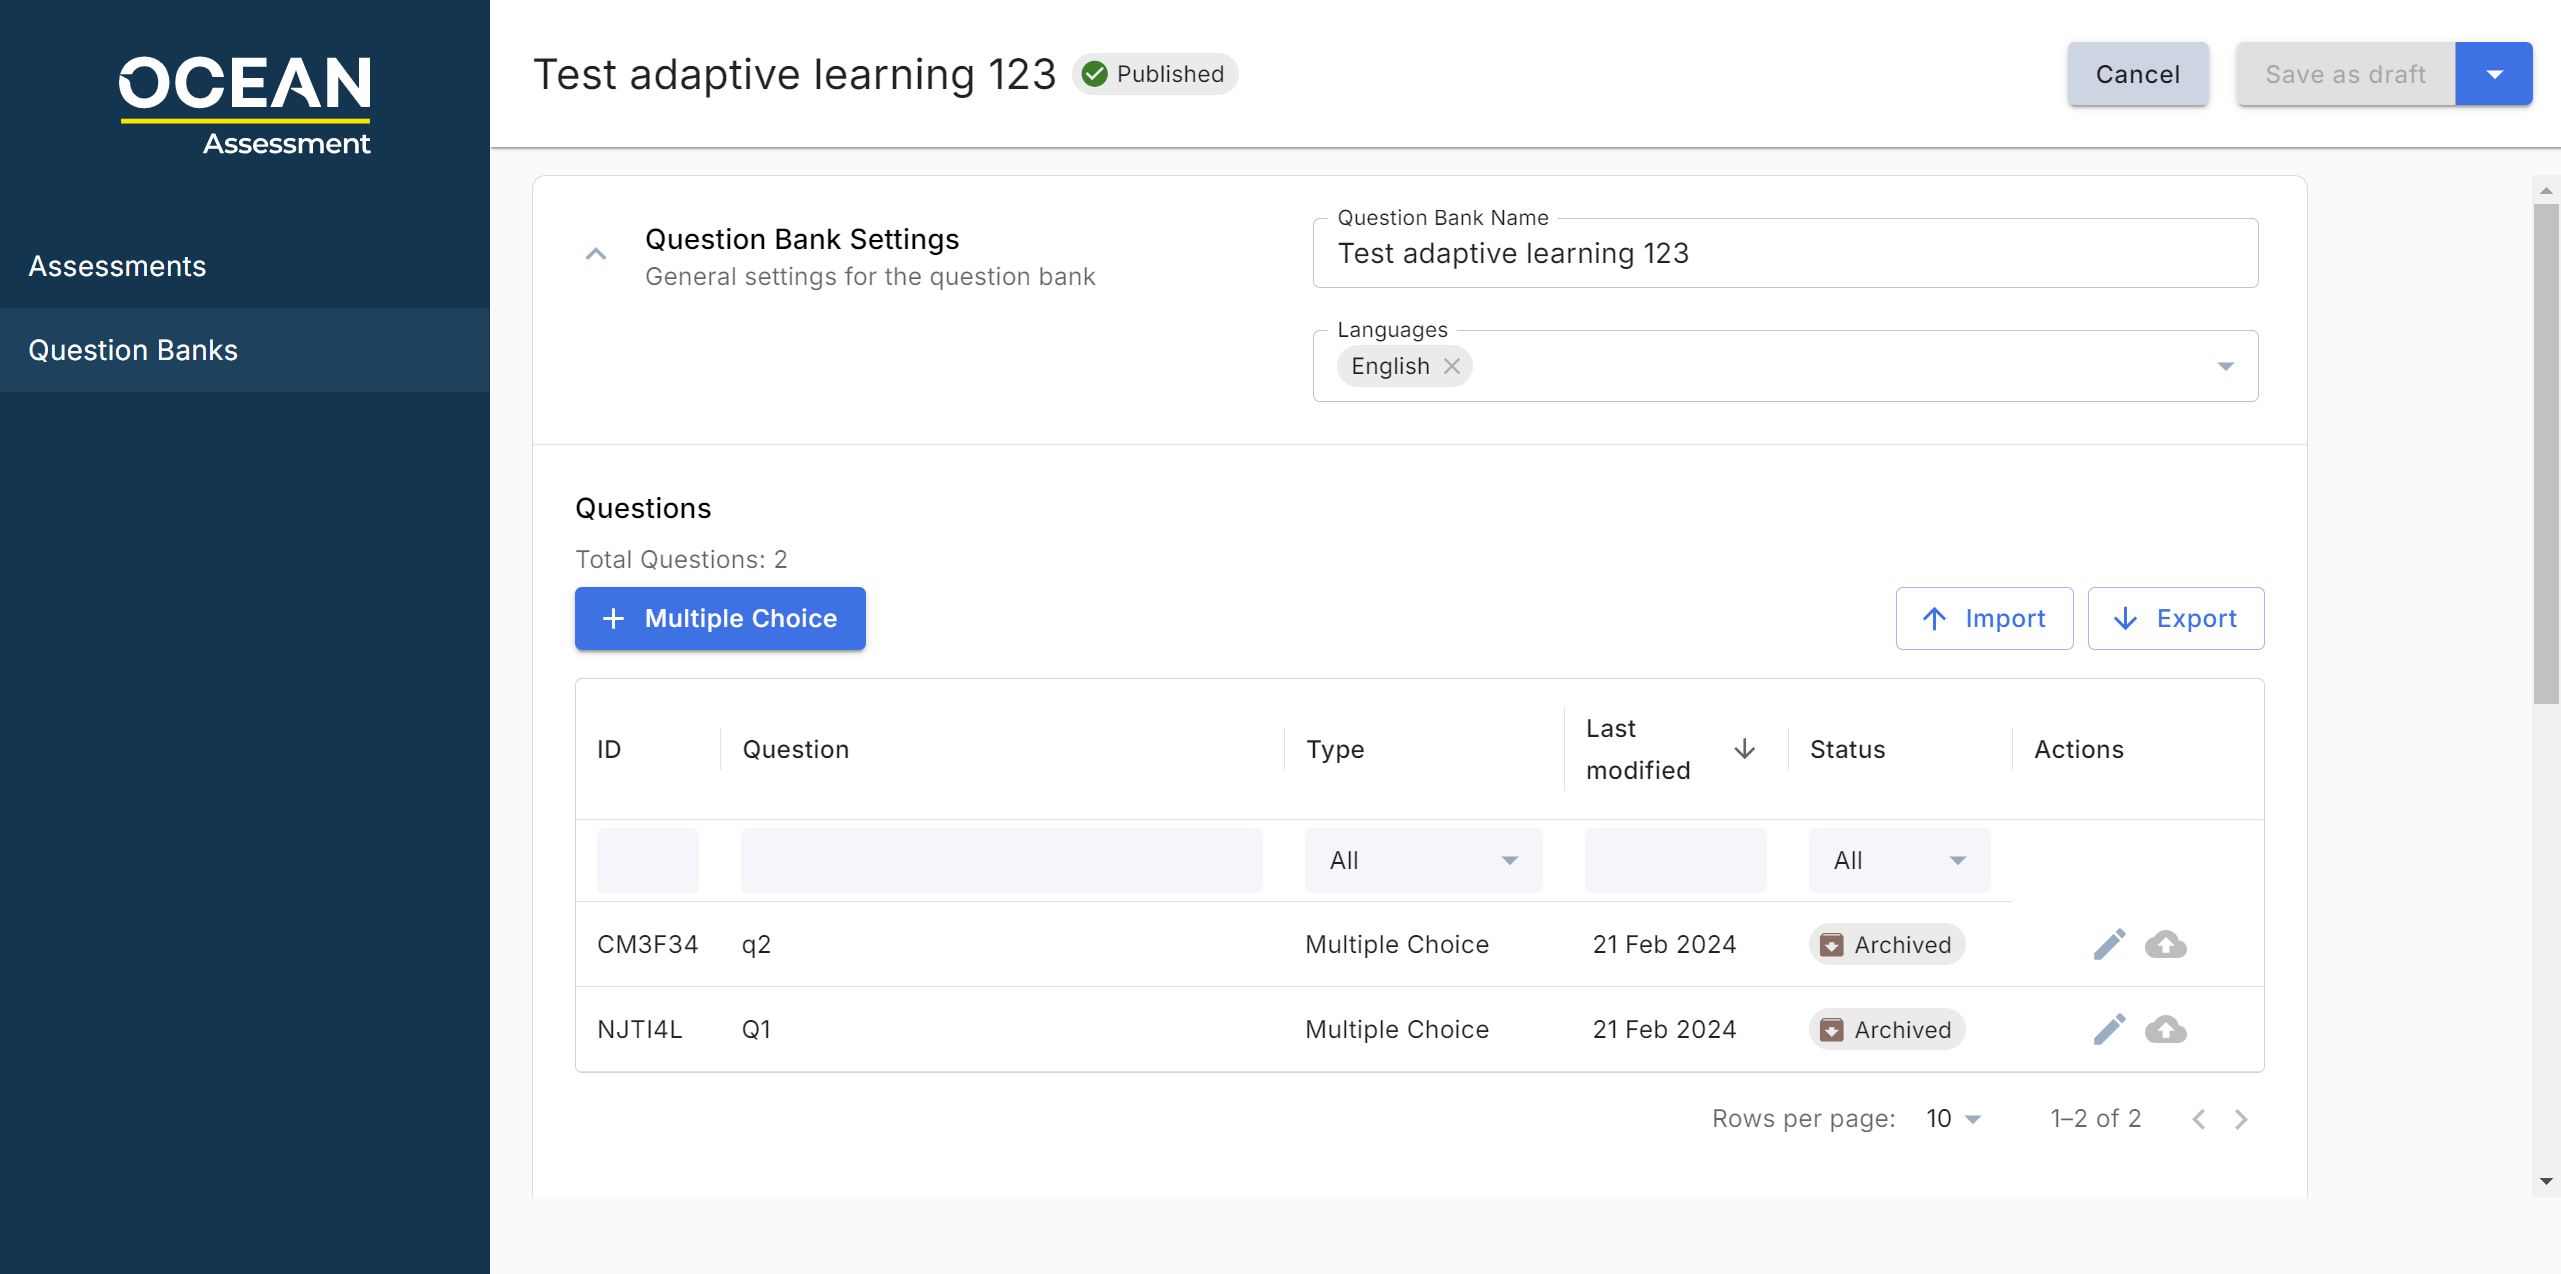 OCEAN
Assessment
Assessments
Question Banks
Test adaptive learning 123
Published
Cancel
Save as draft
Question Bank Settings
General settings for the question bank
Question Bank Name
Test adaptive learning 123
Languages
English
Questions
Total Questions: 2
Multiple Choice
Import
Export
ID Question Type Last modified Status Actions
All All
CM3F34 q2 Multiple Choice 21 Feb 2024 Archived
NJTI4L Q1 Multiple Choice 21 Feb 2024 Archived
Rows per page: 10 1–2 of 2